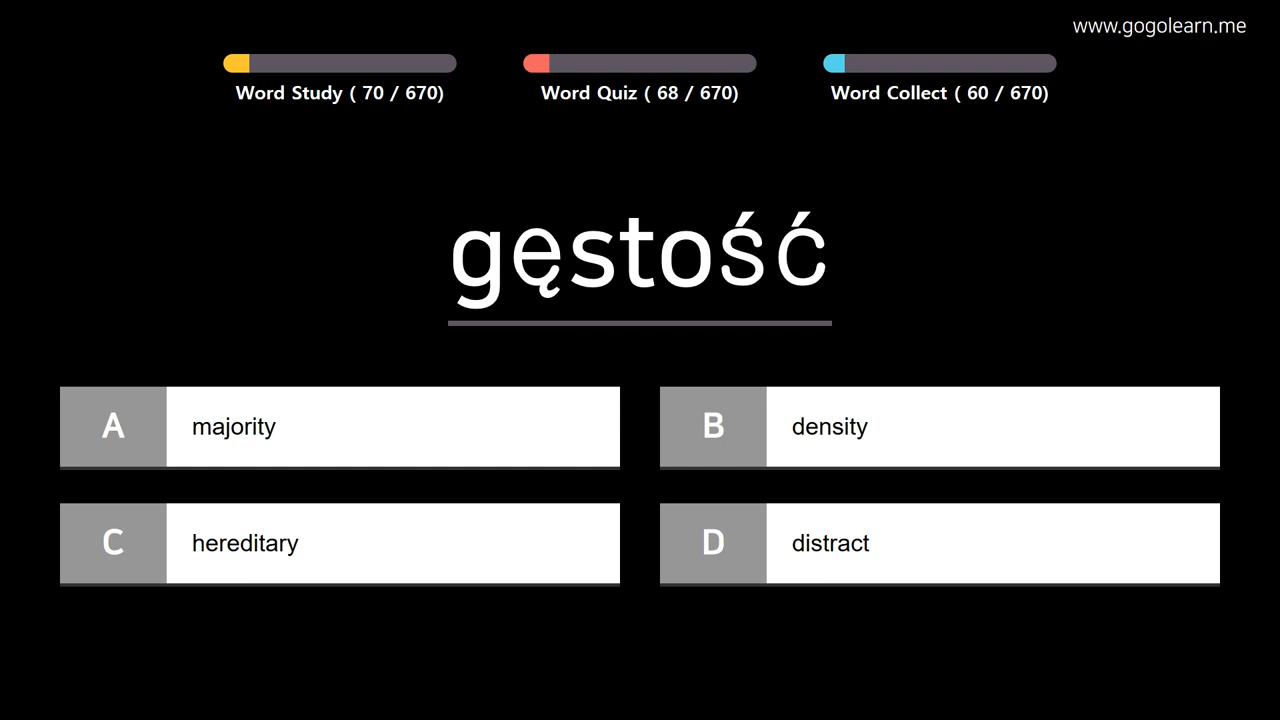 www.gogolearn.me
Word Study ( 70 / 670)
Word Quiz ( 68 / 670)
Word Collect ( 60 / 670)
gęstość
A majority
B density
C hereditary
D distract